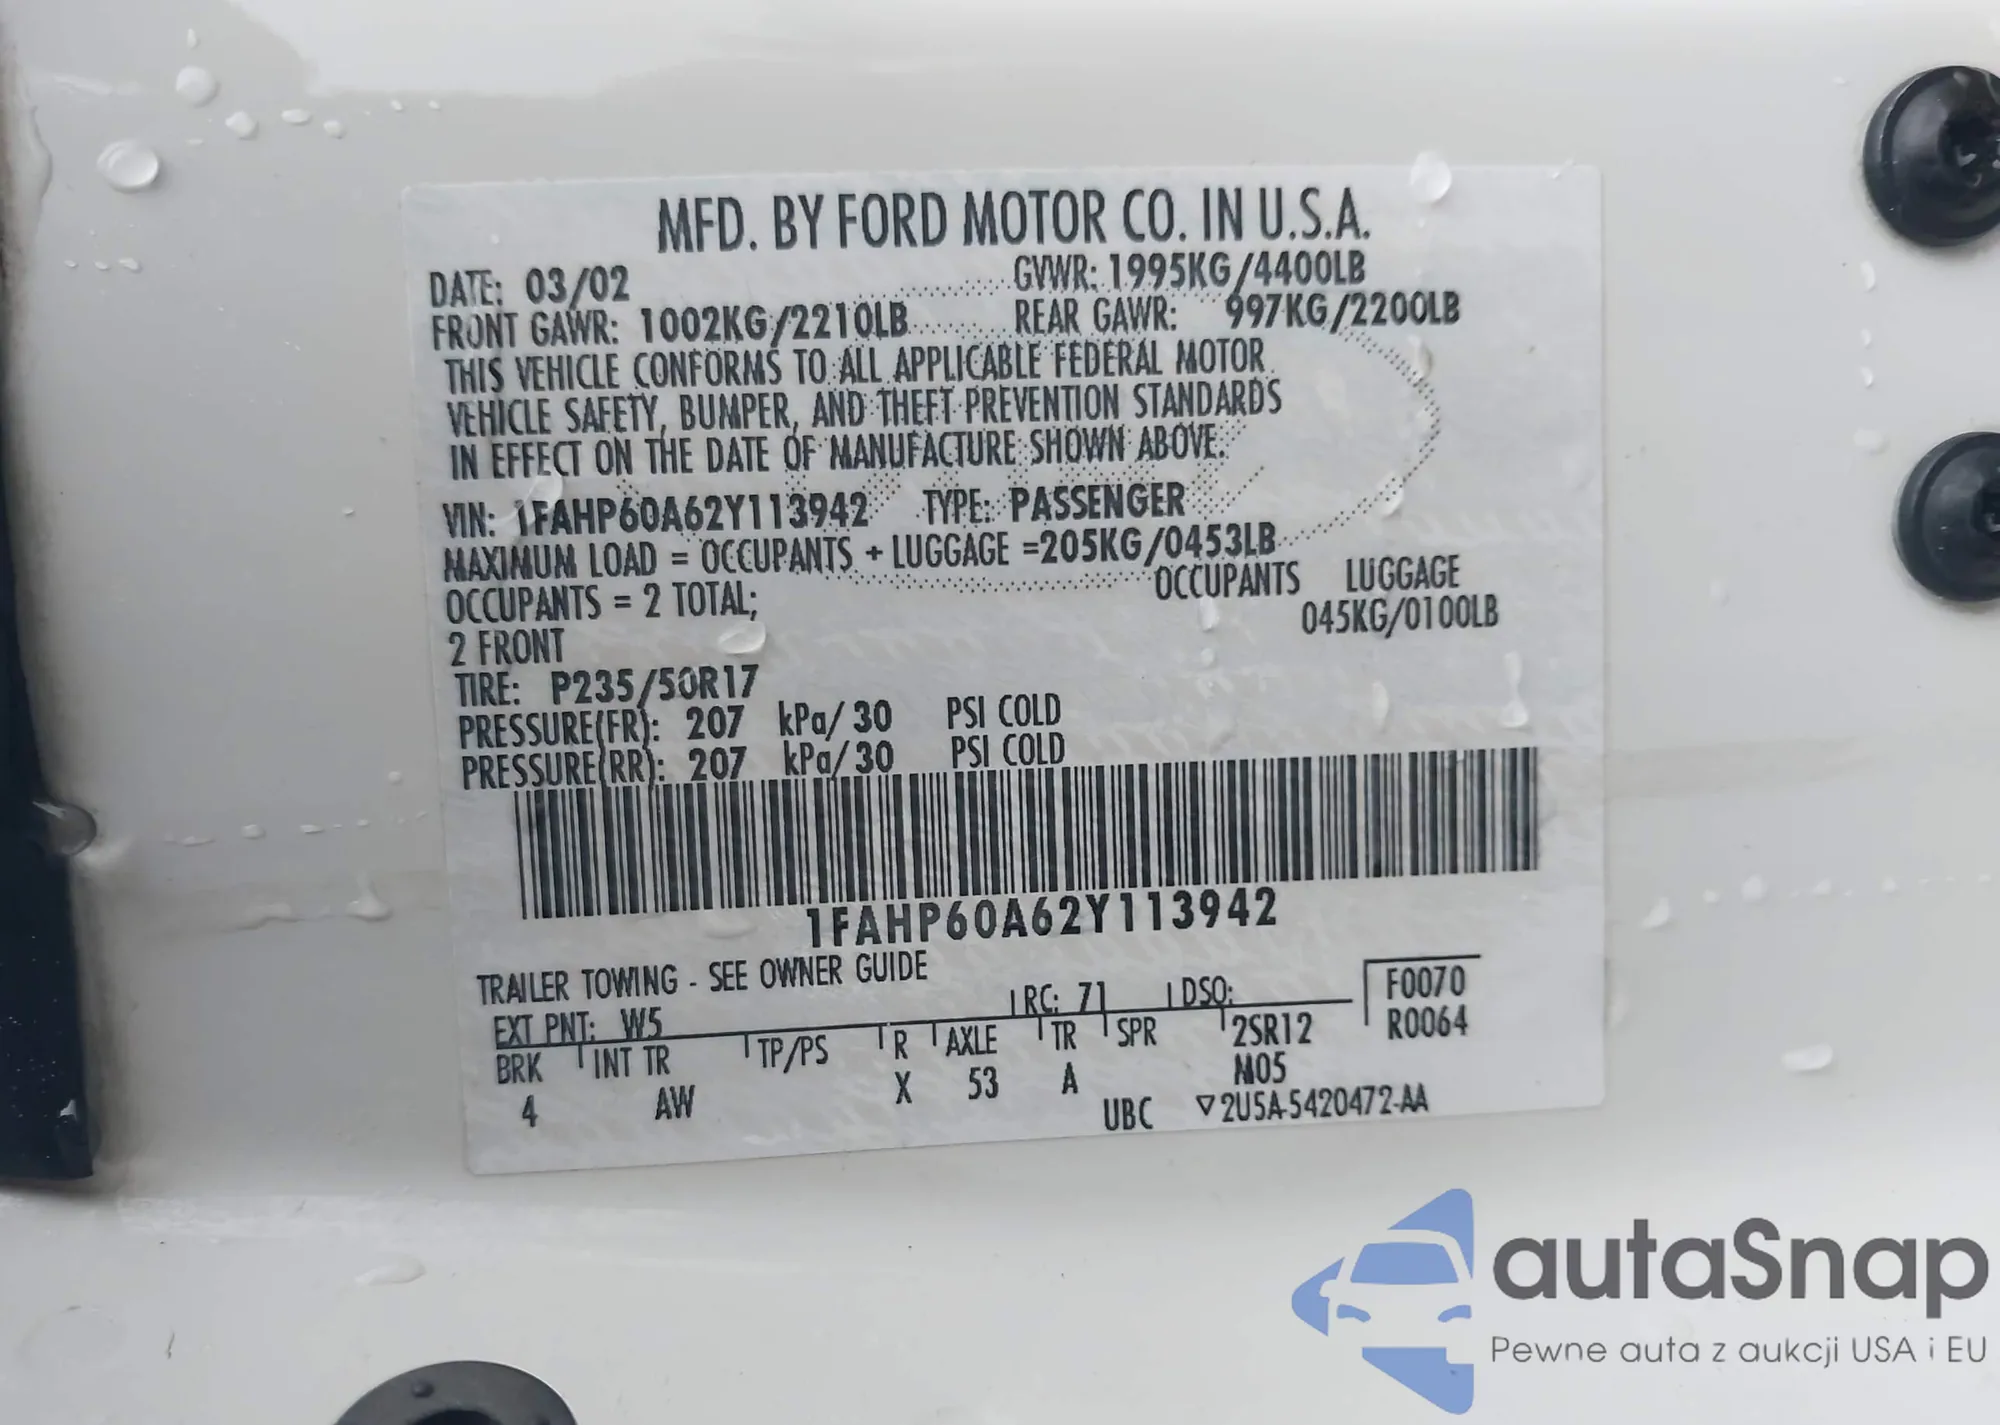 MFD. BY FORD MOTOR CO. IN U.S.A.
DATE: 03/02 GVWR: 1995KG/4400LB
FRONT GAWR: 1002KG/2210LB REAR GAWR: 997KG/2200LB
THIS VEHICLE CONFORMS TO ALL APPLICABLE FEDERAL MOTOR
VEHICLE SAFETY, BUMPER, AND THEFT PREVENTION STANDARDS
IN EFFECT ON THE DATE OF MANUFACTURE SHOWN ABOVE.
VIN: 1FAHP60A62Y113942 TYPE: PASSENGER
MAXIMUM LOAD = OCCUPANTS + LUGGAGE =205KG/0453LB
OCCUPANTS = 2 TOTAL; OCCUPANTS LUGGAGE
2 FRONT 045KG/0100LB
TIRE: P235/50R17
PRESSURE(FR): 207 kPa/ 30 PSI COLD
PRESSURE(RR): 207 kPa/ 30 PSI COLD
1FAHP60A62Y113942
TRAILER TOWING - SEE OWNER GUIDE
EXT PNT: W5 RC: 71 DSO: F0070
BRK INT TR TP/PS R AXLE TR SPR 2SR12 R0064
4 AW X 53 A M05
UBC ▽2U5A-5420472-AA
autaSnap
Pewne auta z aukcji USA i EU